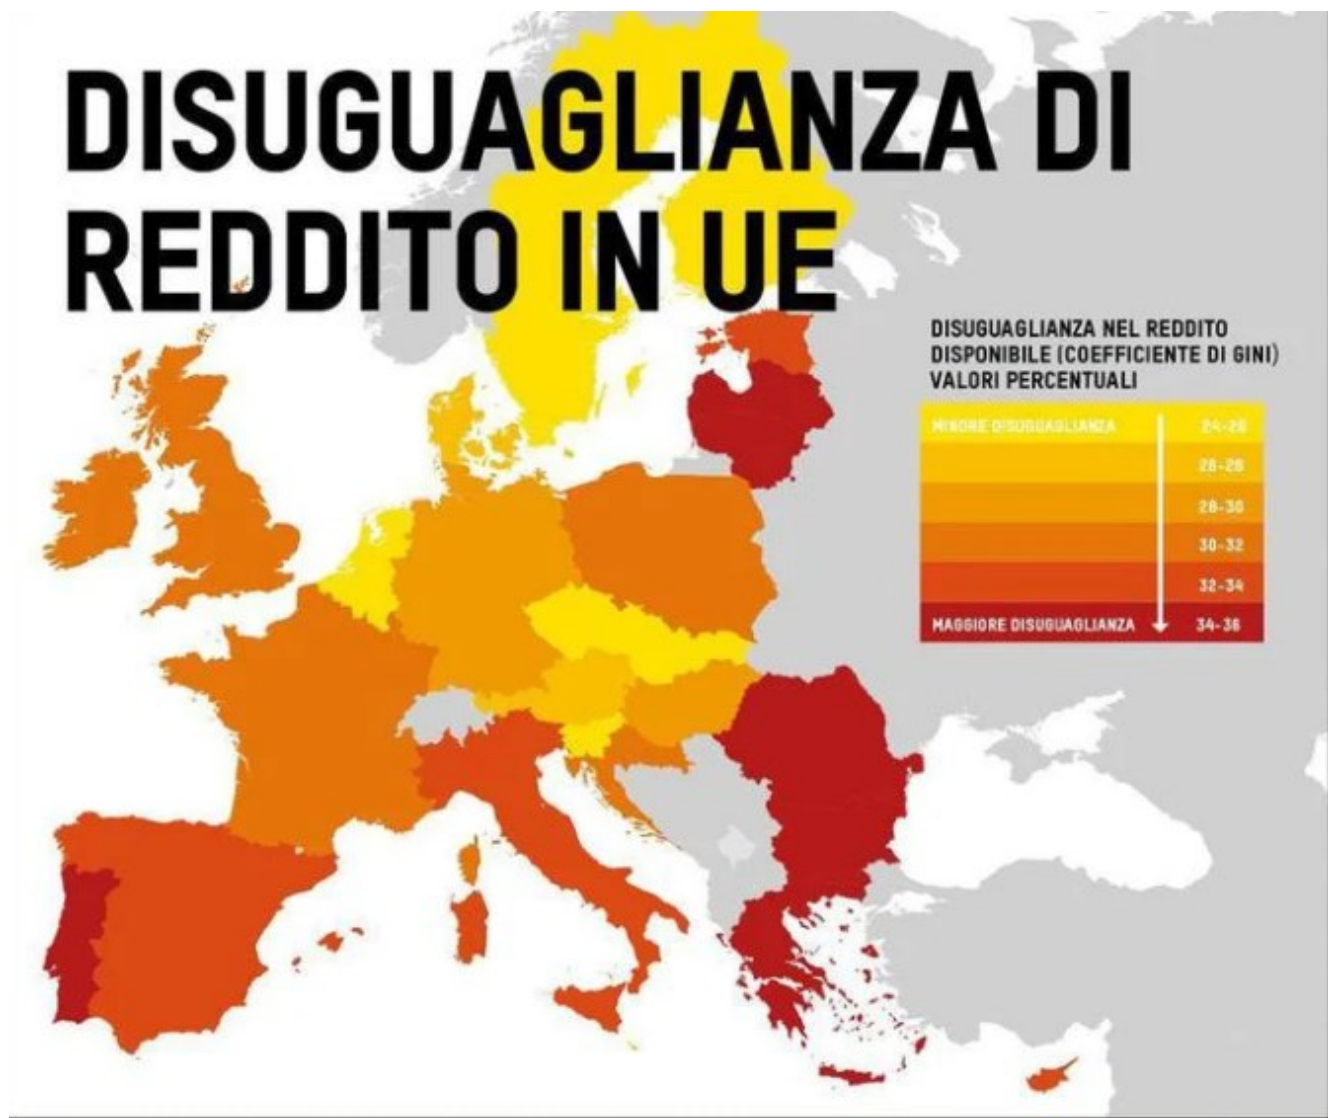 DISUGUAGLIANZA DI
REDDITO IN UE
DISUGUAGLIANZA NEL REDDITO
DISPONIBILE (COEFFICIENTE DI GINI)
VALORI PERCENTUALI
MINORE DISUGUAGLIANZA 24-26
26-28
28-30
30-32
32-34
MAGGIORE DISUGUAGLIANZA 34-36